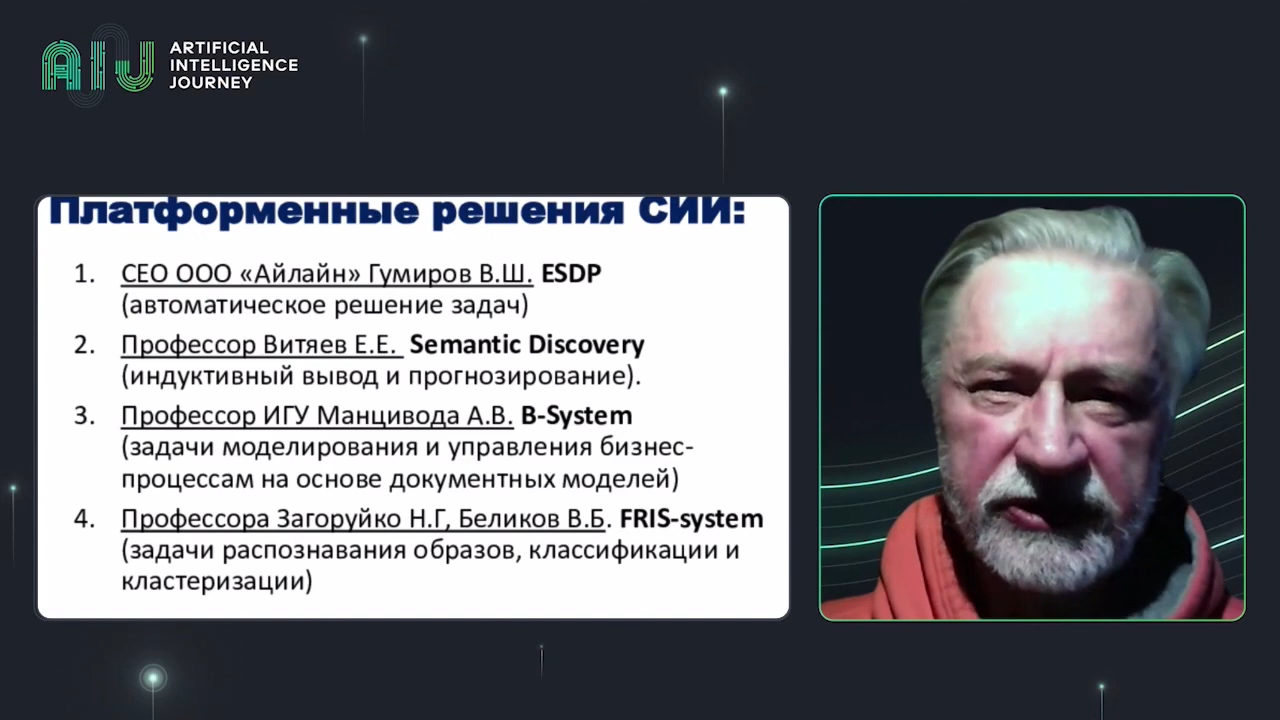 ARTIFICIAL
INTELLIGENCE
JOURNEY
Платформенные решения СИИ:
1. CEO ООО «Айлайн» Гумиров В.Ш. ESDP
(автоматическое решение задач)
2. Профессор Витяев Е.Е. Semantic Discovery
(индуктивный вывод и прогнозирование).
3. Профессор ИГУ Манцивода А.В. B-System
(задачи моделирования и управления бизнес-
процессам на основе документных моделей)
4. Профессора Загоруйко Н.Г, Беликов В.Б. FRIS-system
(задачи распознавания образов, классификации и
кластеризации)